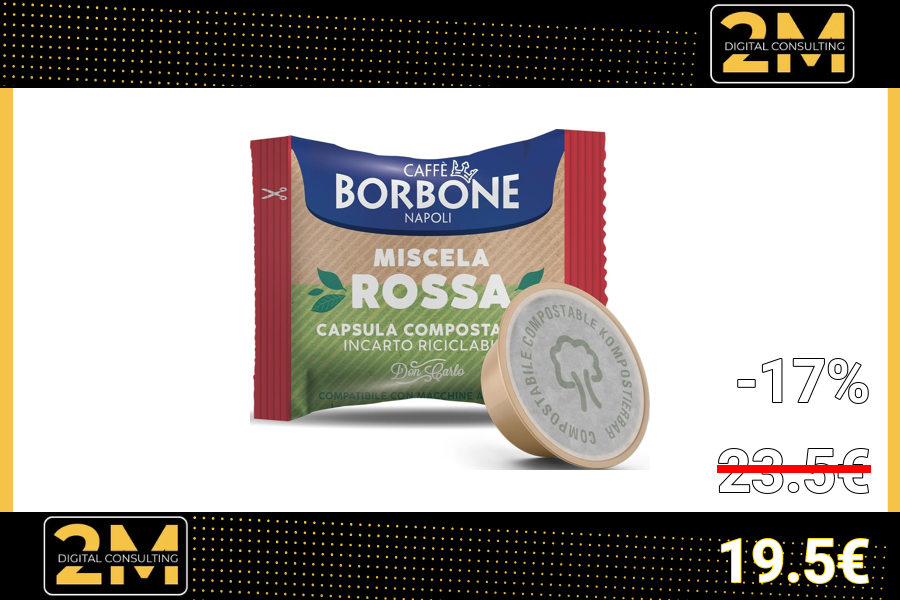 2M
DIGITAL CONSULTING
CAFFÈ
BORBONE
NAPOLI
MISCELA
ROSSA
CAPSULA COMPOSTA
INCARTO RICICLABI
Don Carlo
COMPATIBILE CON MACCHINE A
COMPOSTABILE COMPOSTABLE KOMPOSTIERBAR
-17%
23.5€
2M
DIGITAL CONSULTING
19.5€